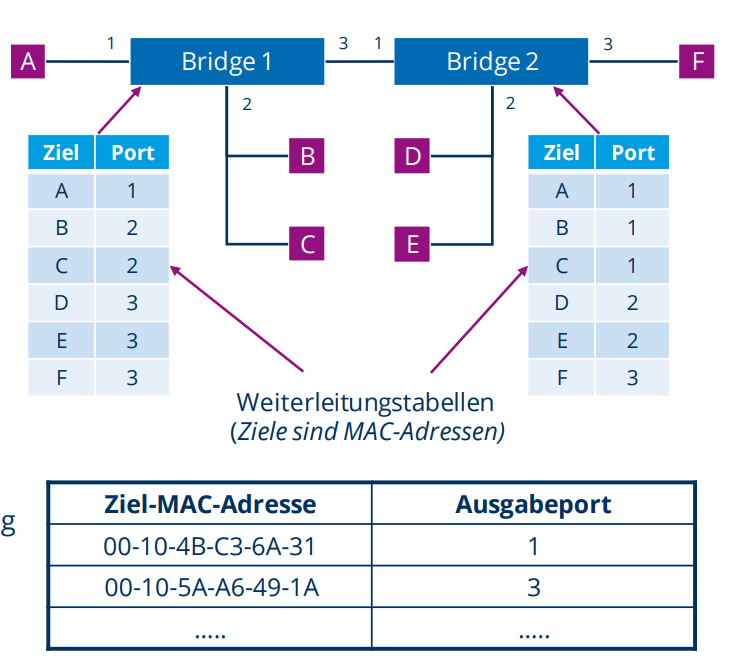 1
3
1
3
A
Bridge 1
Bridge 2
F
2
2
Ziel Port
A 1
B 2
C 2
D 3
E 3
F 3
B
C
D
E
Ziel Port
A 1
B 1
C 1
D 2
E 2
F 3
Weiterleitungstabellen
(Ziele sind MAC-Adressen)
g
Ziel-MAC-Adresse Ausgabeport
00-10-4B-C3-6A-31 1
00-10-5A-A6-49-1A 3
..... .....